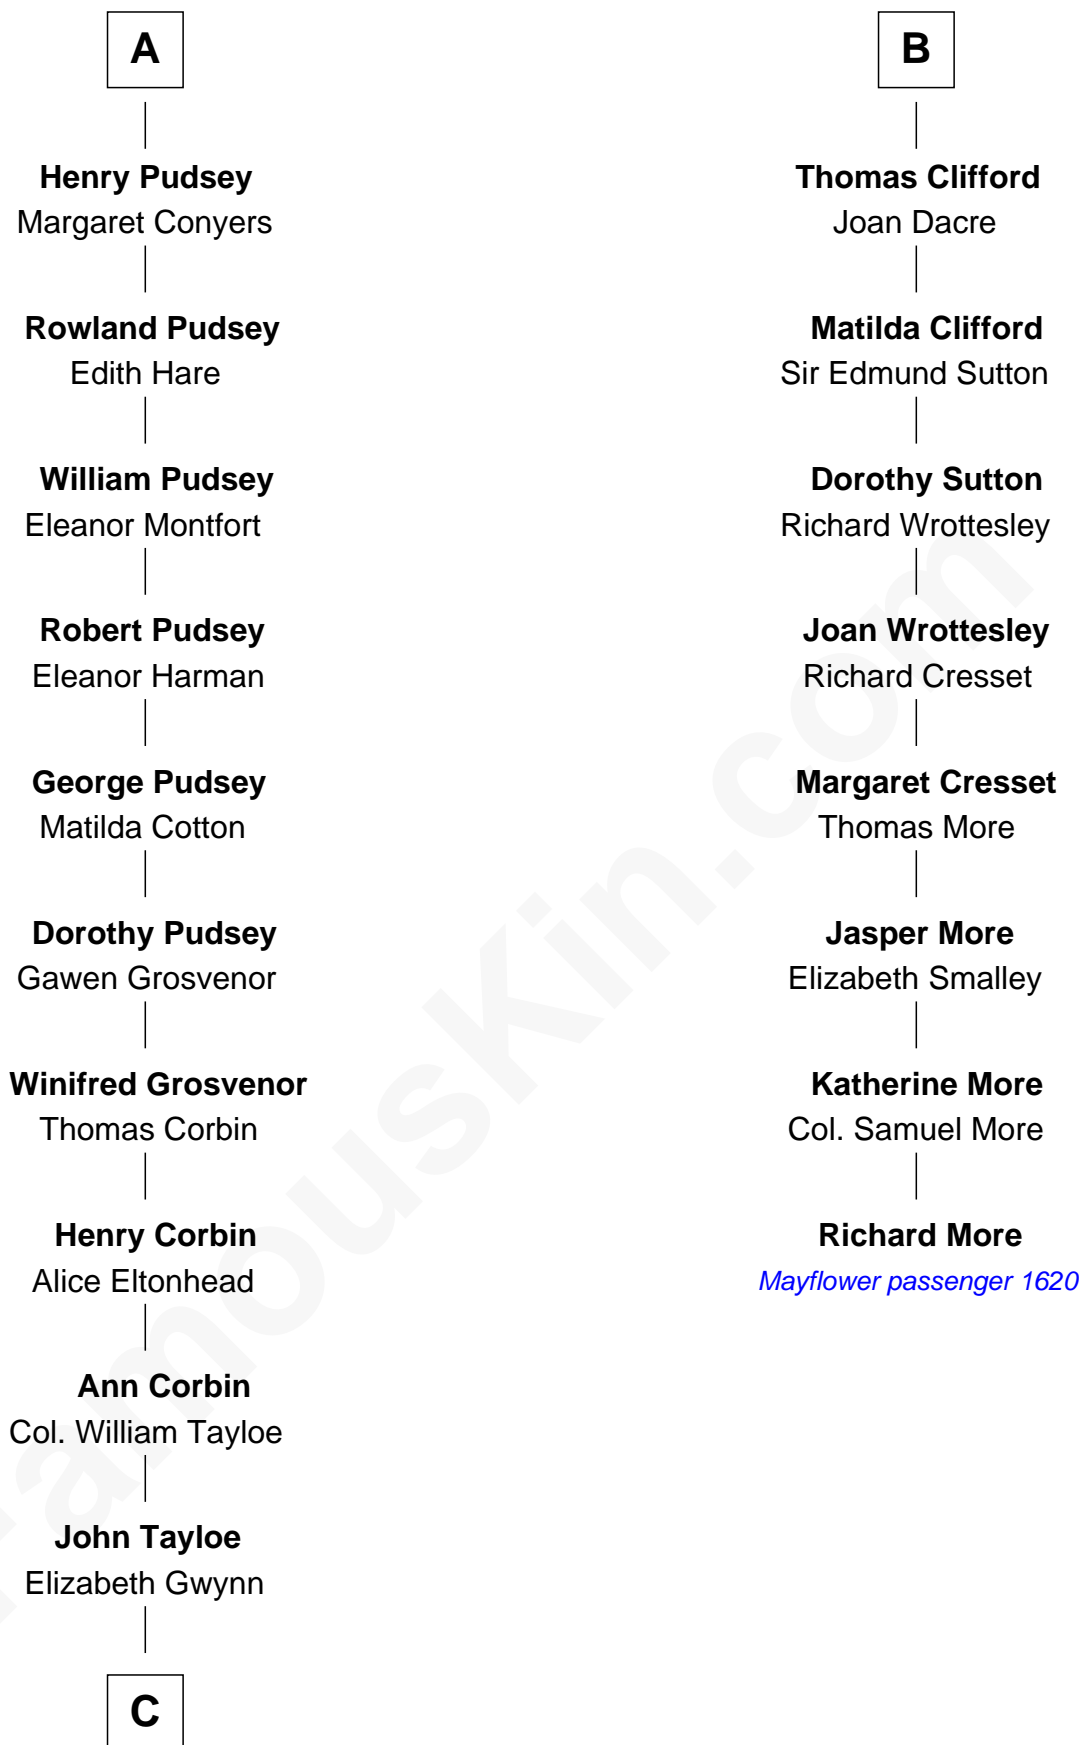 A
Henry Pudsey
Margaret Conyers
Rowland Pudsey
Edith Hare
William Pudsey
Eleanor Montfort
Robert Pudsey
Eleanor Harman
George Pudsey
Matilda Cotton
Dorothy Pudsey
Gawen Grosvenor
Winifred Grosvenor
Thomas Corbin
Henry Corbin
Alice Eltonhead
Ann Corbin
Col. William Tayloe
John Tayloe
Elizabeth Gwynn
C
B
Thomas Clifford
Joan Dacre
Matilda Clifford
Sir Edmund Sutton
Dorothy Sutton
Richard Wrottesley
Joan Wrottesley
Richard Cresset
Margaret Cresset
Thomas More
Jasper More
Elizabeth Smalley
Katherine More
Col. Samuel More
Richard More
Mayflower passenger 1620
FamousKin.com